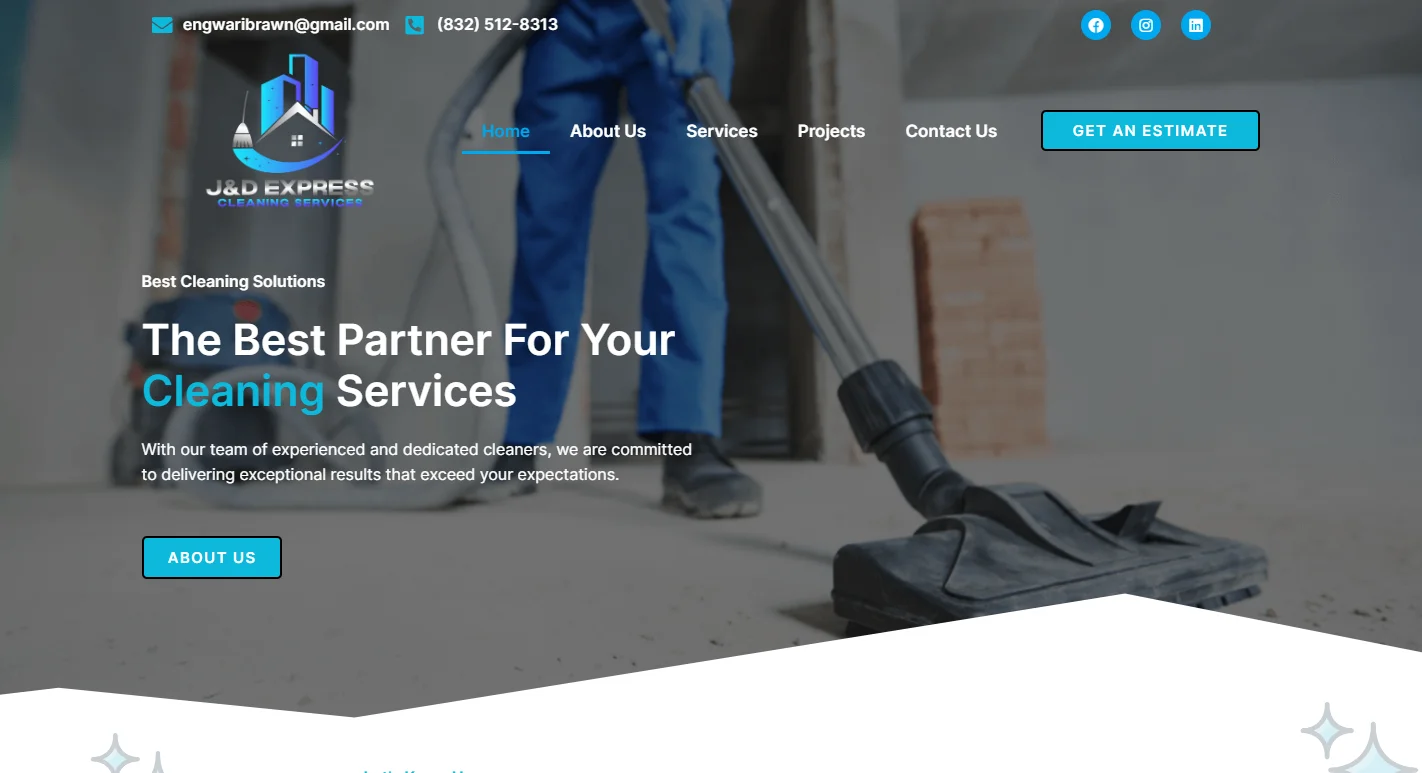 engwaribrawn@gmail.com (832) 512-8313
J&D EXPRESS
CLEANING SERVICES
Home About Us Services Projects Contact Us GET AN ESTIMATE
Best Cleaning Solutions
The Best Partner For Your
Cleaning Services
With our team of experienced and dedicated cleaners, we are committed
to delivering exceptional results that exceed your expectations.
ABOUT US